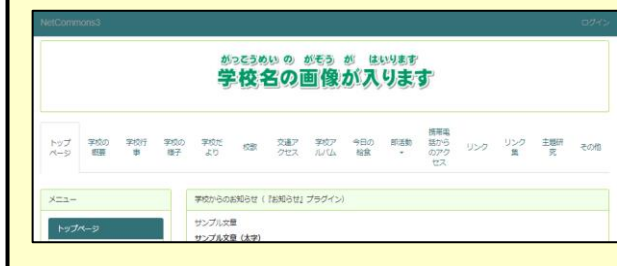 NetCommons3
ログイン
がっこうめい の がぞう が はいります
学校名の画像が入ります
トップページ
学校の概要
学校行事
学校の様子
学校だより
校歌
交通アクセス
学校アルバム
今日の給食
部活動
携帯電話からのアクセス
リンク
リンク集
主題研究
その他
メニュー
学校からのお知らせ（『お知らせ』プラグイン）
トップページ
サンプル文章
サンプル文章（太字）